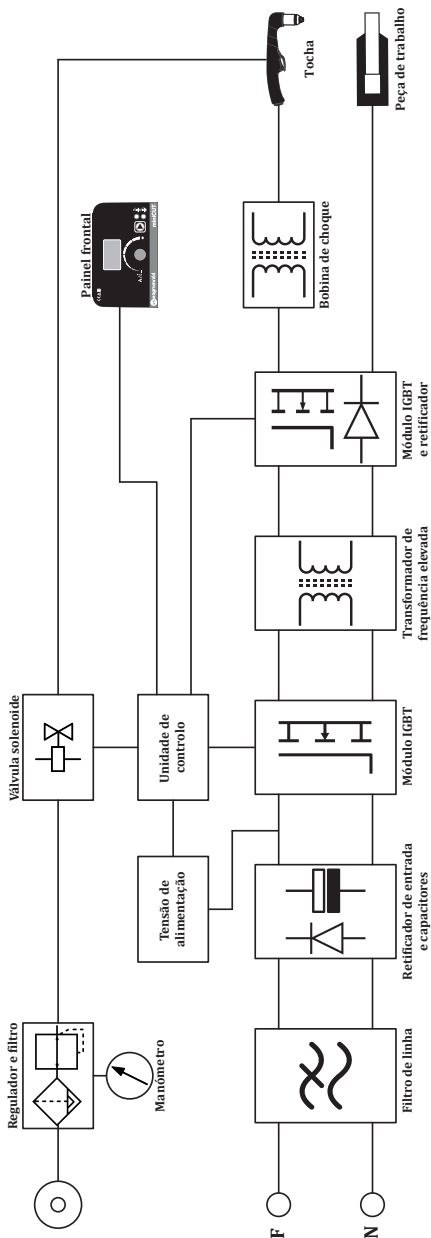 Regulador e filtro
Manómetro
Válvula solenoide
Painel frontal
Tocha
Peça de trabalho
Tensão de
alimentação
Unidade de
controlo
Bobina de choque
F
N
Filtro de linha
Retificador de entrada
e capacitores
Módulo IGBT
Transformador de
frequência elevada
Módulo IGBT
e retificador
miniCUT